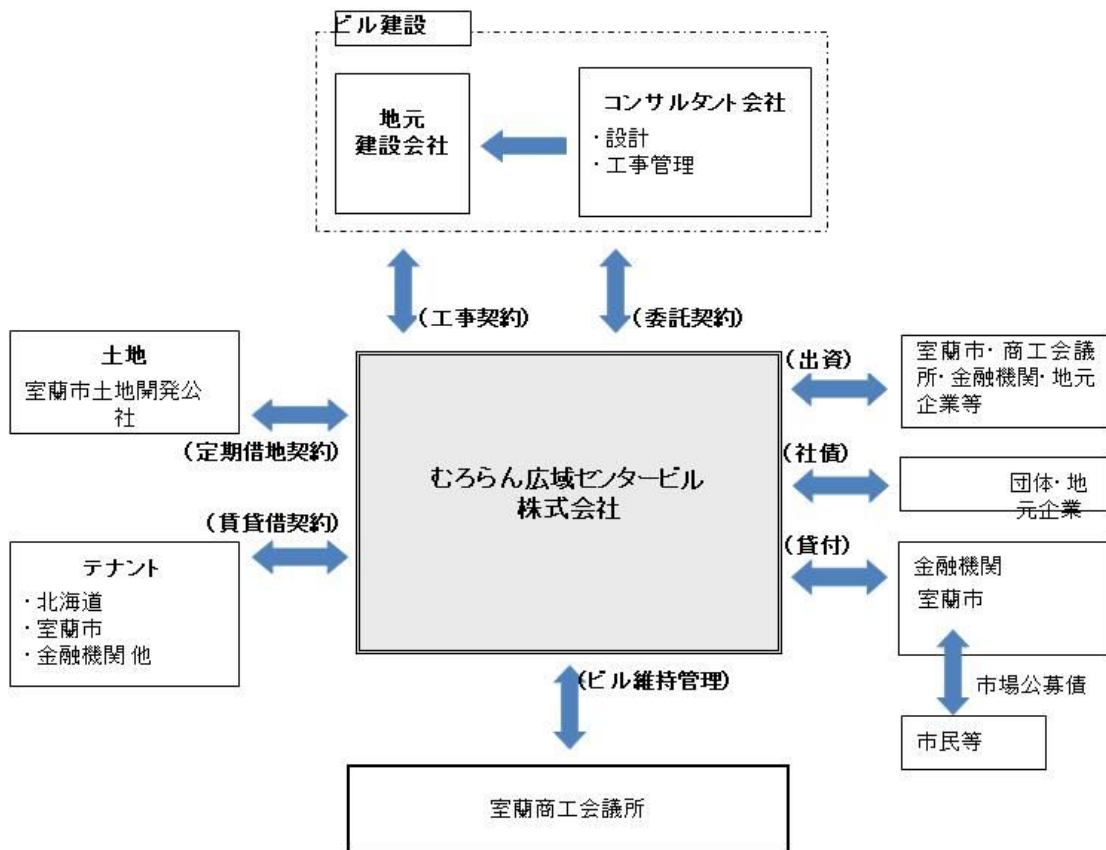 ビル建設
地元
建設会社
コンサルタント会社
・設計
・工事管理
(工事契約)
(委託契約)
土地
室蘭市土地開発公
社
(定期借地契約)
(賃貸借契約)
テナント
・北海道
・室蘭市
・金融機関 他
むろらん広域センタービル
株式会社
(出資)
室蘭市・商工会議
所・金融機関・地元
企業等
(社債)
団体・地
元企業
(貸付)
金融機関
室蘭市
市場公募債
市民等
(ビル維持管理)
室蘭商工会議所